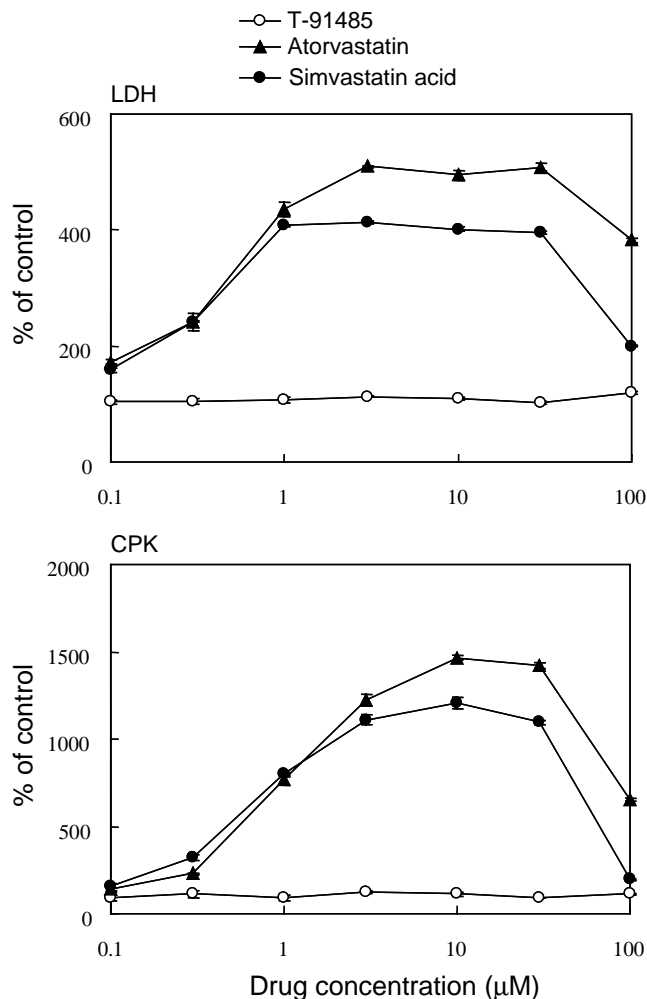 T-91485
Atorvastatin
Simvastatin acid
LDH
600
400
200
0
% of control
0.1 1 10 100
CPK
2000
1500
1000
500
0
% of control
0.1 1 10 100
Drug concentration (μM)